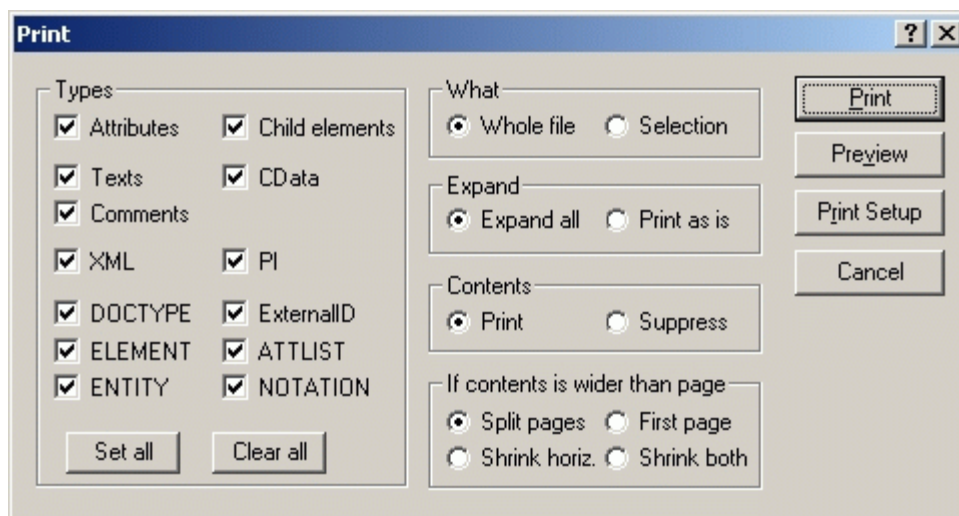 Print
Types
Attributes
Child elements
Texts
CData
Comments
XML
PI
DOCTYPE
ExternalID
ELEMENT
ATTLIST
ENTITY
NOTATION
Set all
Clear all
What
Whole file
Selection
Expand
Expand all
Print as is
Contents
Print
Suppress
If contents is wider than page
Split pages
First page
Shrink horiz.
Shrink both
Print
Preview
Print Setup
Cancel